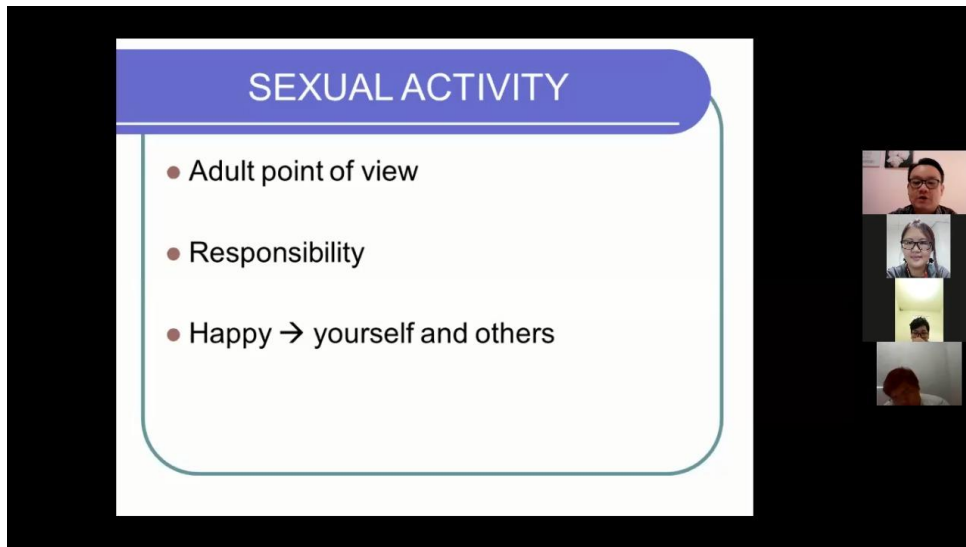 SEXUAL ACTIVITY
Adult point of view
Responsibility
Happy → yourself and others